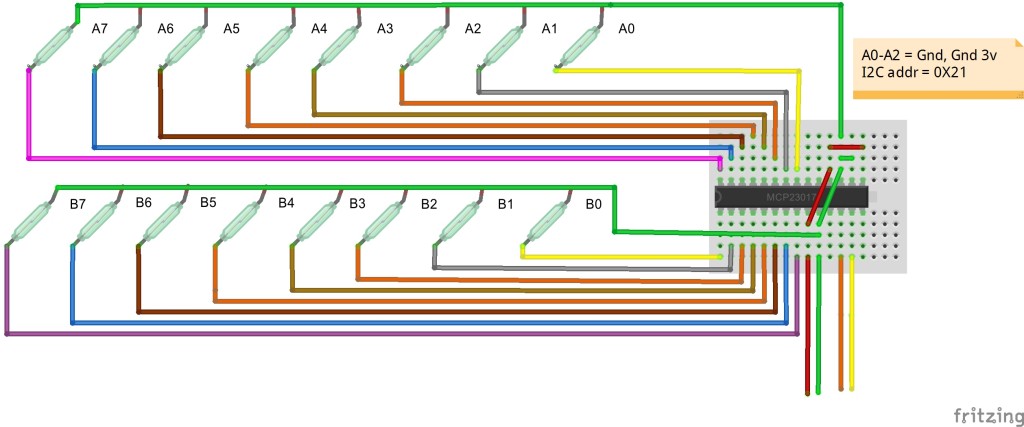 A7 A6 A5 A4 A3 A2 A1 A0
A0-A2 = Gnd, Gnd 3v
I2C addr = 0X21
MCP23017
B7 B6 B5 B4 B3 B2 B1 B0
fritzing